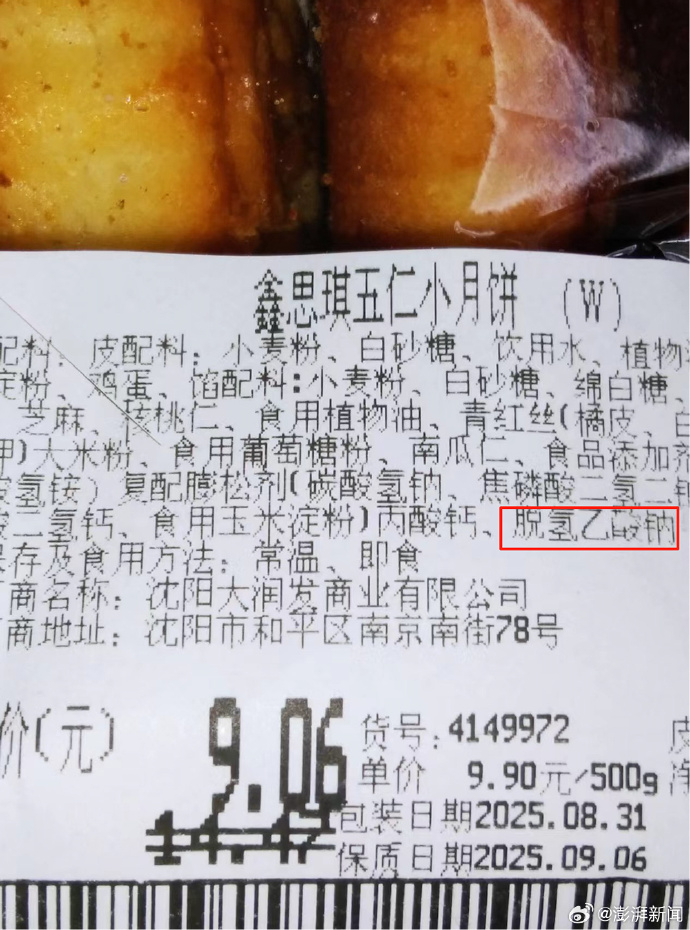 鑫思琪五仁小月饼 (W)
配料：皮配料：小麦粉、白砂糖、饮用水、植物
淀粉、鸡蛋、馅配料：小麦粉、白砂糖、绵白糖、
芝麻、核桃仁、食用植物油、青红丝(橘皮、白
钾)大米粉、食用葡萄糖粉、南瓜仁、食品添加剂
酸氢铵）复配膨松剂(碳酸氢钠、焦磷酸二氢二钠
酸二氢钙、食用玉米淀粉)丙酸钙、脱氢乙酸钠
保存及食用方法：常温、即食
商名称：沈阳大润发商业有限公司
商地址：沈阳市和平区南京南街78号
价(元)
9.06
14.47
货号：4149972
单价 9.90元/500g
包装日期2025.08.31
保质日期2025.09.06
皮
净
@澎湃新闻